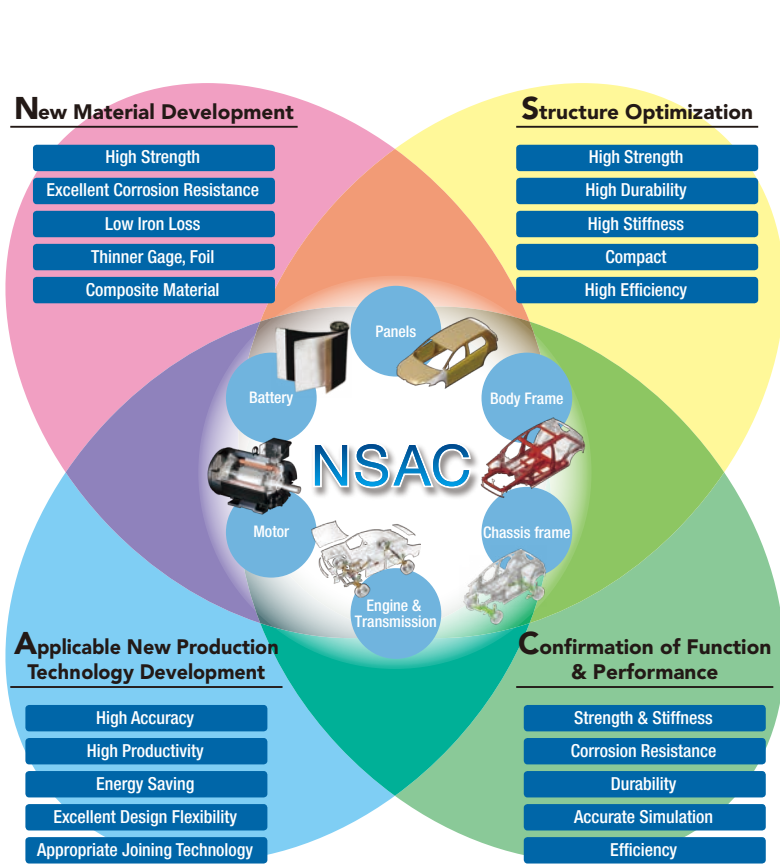 New Material Development
High Strength
Excellent Corrosion Resistance
Low Iron Loss
Thinner Gage, Foil
Composite Material
Structure Optimization
High Strength
High Durability
High Stiffness
Compact
High Efficiency
Panels
Battery
Body Frame
NSAC
Motor
Chassis frame
Engine &
Transmission
Applicable New Production
Technology Development
High Accuracy
High Productivity
Energy Saving
Excellent Design Flexibility
Appropriate Joining Technology
Confirmation of Function
& Performance
Strength & Stiffness
Corrosion Resistance
Durability
Accurate Simulation
Efficiency